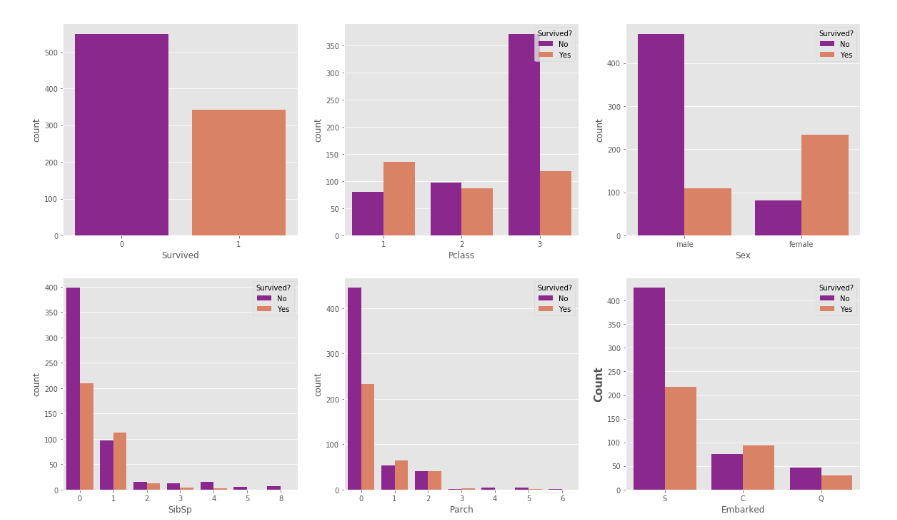 500
400
300
200
100
0
count
0
1
Survived
350
300
250
200
150
100
50
0
count
1
2
3
Pclass
Survived?
No
Yes
400
300
200
100
0
count
male
female
Sex
Survived?
No
Yes
400
350
300
250
200
150
100
50
0
count
0
1
2
3
4
5
8
SibSp
Survived?
No
Yes
400
300
200
100
0
count
0
1
2
3
4
5
6
Parch
Survived?
No
Yes
400
350
300
250
200
150
100
50
0
Count
S
C
Q
Embarked
Survived?
No
Yes